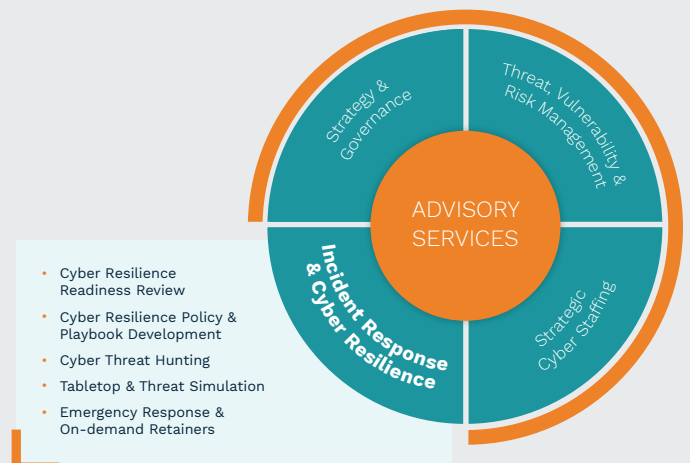 Strategy &
Governance
Threat, Vulnerability &
Risk Management
ADVISORY
SERVICES
Incident Response
& Cyber Resilience
Strategic
Cyber Staffing
• Cyber Resilience
Readiness Review
• Cyber Resilience Policy &
Playbook Development
• Cyber Threat Hunting
• Tabletop & Threat Simulation
• Emergency Response &
On-demand Retainers